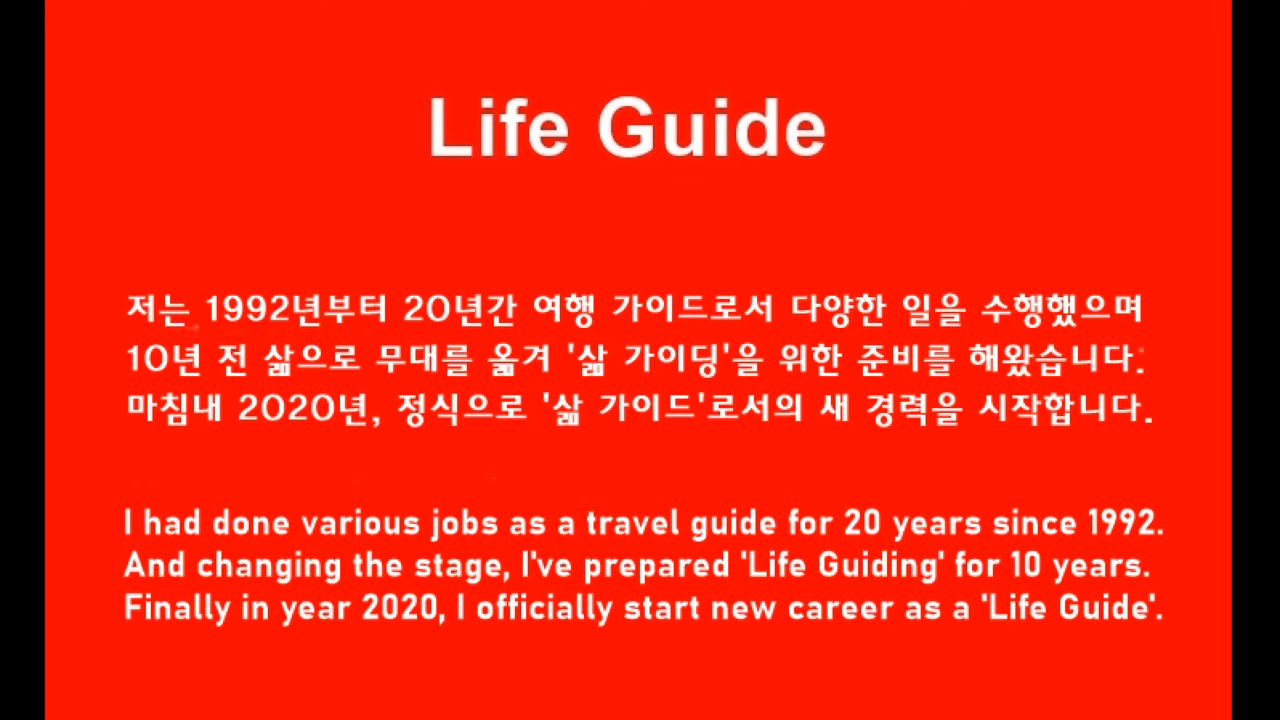 Life Guide
저는 1992년부터 20년간 여행 가이드로서 다양한 일을 수행했으며
10년 전 삶으로 무대를 옮겨 '삶 가이딩'을 위한 준비를 해왔습니다.
마침내 2020년, 정식으로 '삶 가이드'로서의 새 경력을 시작합니다.
I had done various jobs as a travel guide for 20 years since 1992.
And changing the stage, I've prepared 'Life Guiding' for 10 years.
Finally in year 2020, I officially start new career as a 'Life Guide'.